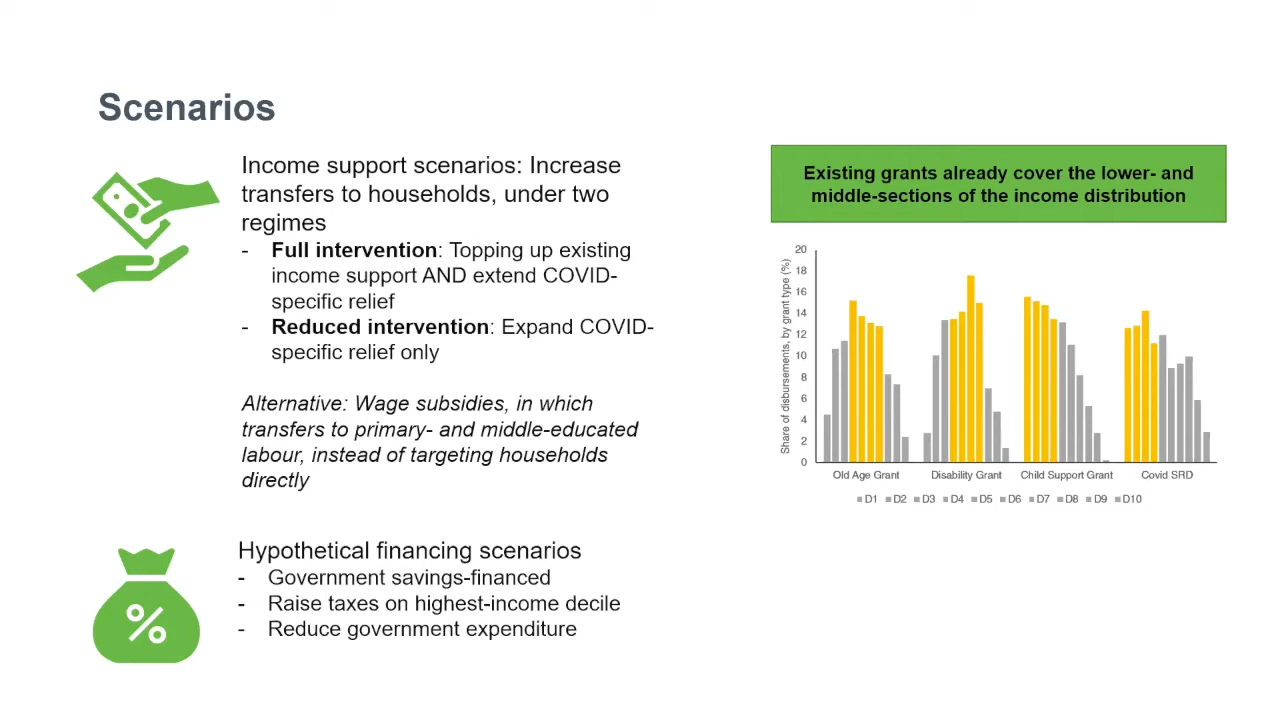 Scenarios
Income support scenarios: Increase
transfers to households, under two
regimes
- Full intervention: Topping up existing
income support AND extend COVID-
specific relief
- Reduced intervention: Expand COVID-
specific relief only
Alternative: Wage subsidies, in which
transfers to primary- and middle-educated
labour, instead of targeting households
directly
%
Hypothetical financing scenarios
- Government savings-financed
- Raise taxes on highest-income decile
- Reduce government expenditure
Existing grants already cover the lower- and
middle-sections of the income distribution
Share of disbursements, by grant type (%)
20
18
16
14
12
10
8
6
4
2
0
Old Age Grant Disability Grant Child Support Grant Covid SRD
D1 D2 D3 D4 D5 D6 D7 D8 D9 D10